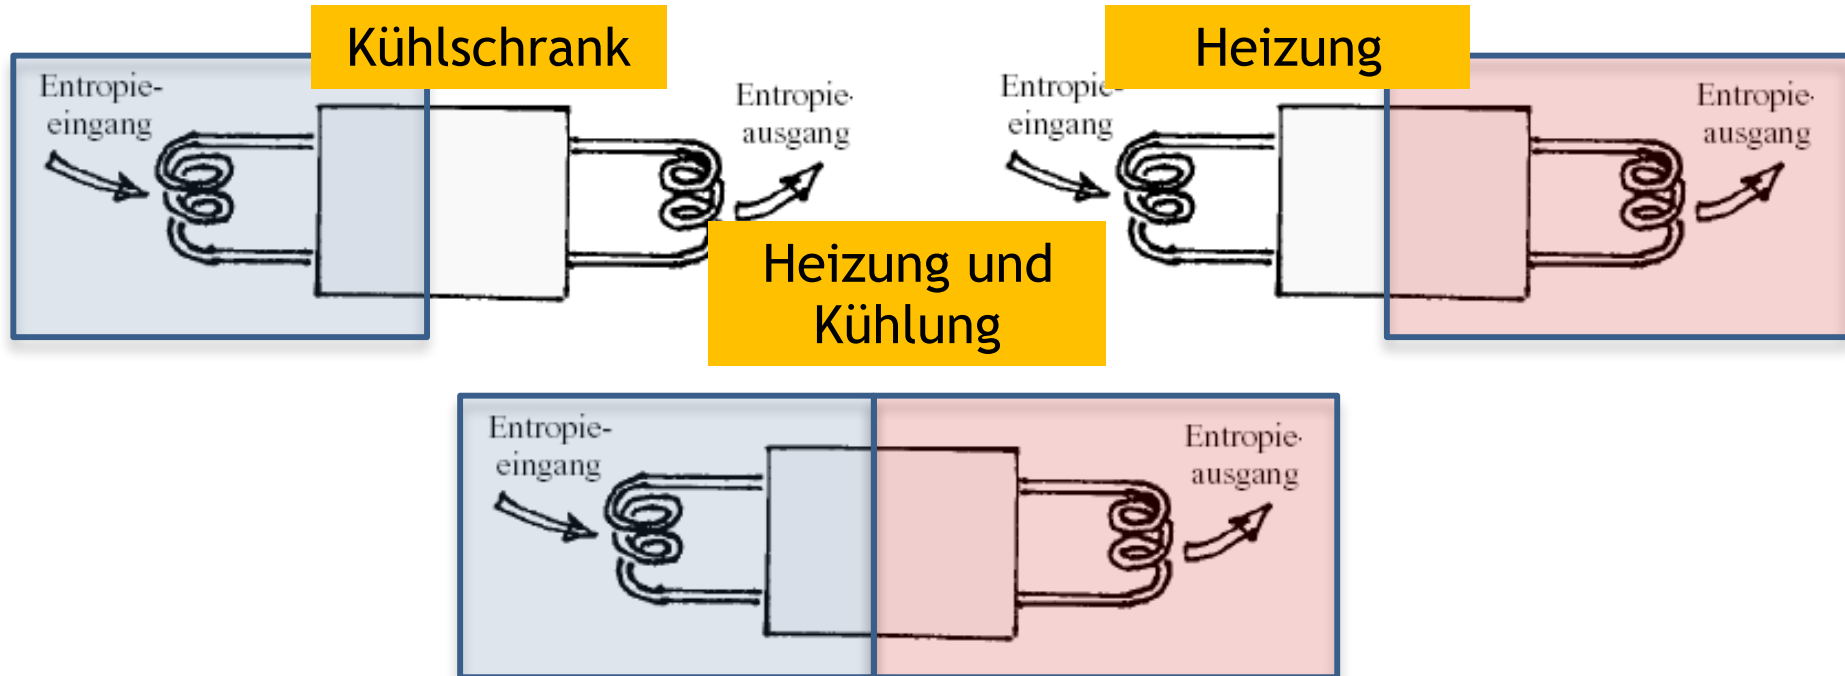 Kühlschrank
Entropie-
eingang
Entropie-
ausgang
Heizung
Entropie-
eingang
Entropie-
ausgang
Heizung und
Kühlung
Entropie-
eingang
Entropie-
ausgang